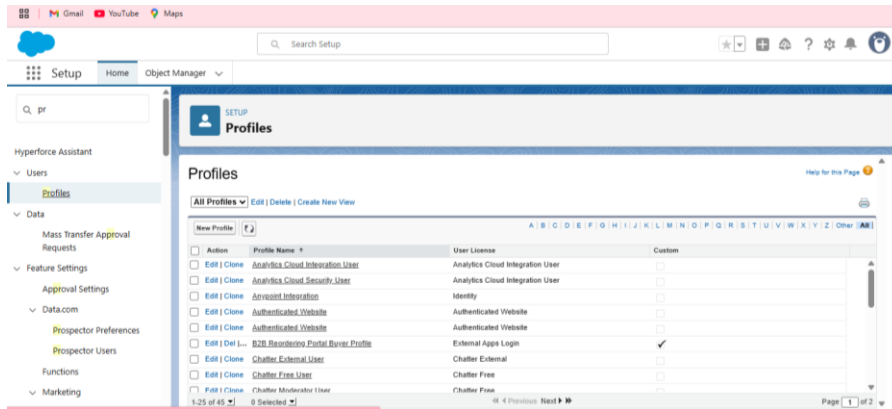 Gmail YouTube Maps
Search Setup
Setup Home Object Manager
pr
Hyperforce Assistant
Users
Profiles
Data
Mass Transfer Approval
Requests
Feature Settings
Approval Settings
Data.com
Prospector Preferences
Prospector Users
Functions
Marketing
SETUP
Profiles
Profiles
Help for this Page
All Profiles Edit | Delete | Create New View
New Profile A | B | C | D | E | F | G | H | I | J | K | L | M | N | O | P | Q | R | S | T | U | V | W | X | Y | Z | Other | All |
Action Profile Name User License Custom
Edit | Clone Analytics Cloud Integration User Analytics Cloud Integration User
Edit | Clone Analytics Cloud Security User Analytics Cloud Integration User
Edit | Clone Anypoint Integration Identity
Edit | Clone Authenticated Website Authenticated Website
Edit | Clone Authenticated Website Authenticated Website
Edit | Del |... B2B Reordering Portal Buyer Profile External Apps Login
Edit | Clone Chatter External User Chatter External
Edit | Clone Chatter Free User Chatter Free
Edit | Clone Chatter Moderator User Chatter Free
1-25 of 45 0 Selected Previous Next Page 1 of 2